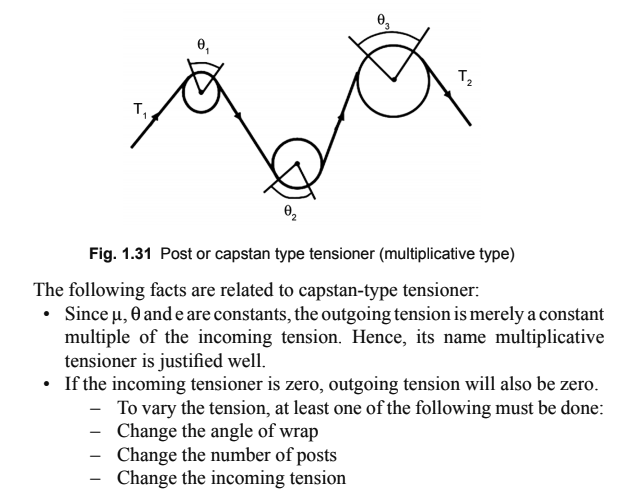 θ1
θ3
T1
T2
θ2
Fig. 1.31 Post or capstan type tensioner (multiplicative type)
The following facts are related to capstan-type tensioner:
• Since μ, θ and e are constants, the outgoing tension is merely a constant
multiple of the incoming tension. Hence, its name multiplicative
tensioner is justified well.
• If the incoming tensioner is zero, outgoing tension will also be zero.
– To vary the tension, at least one of the following must be done:
– Change the angle of wrap
– Change the number of posts
– Change the incoming tension